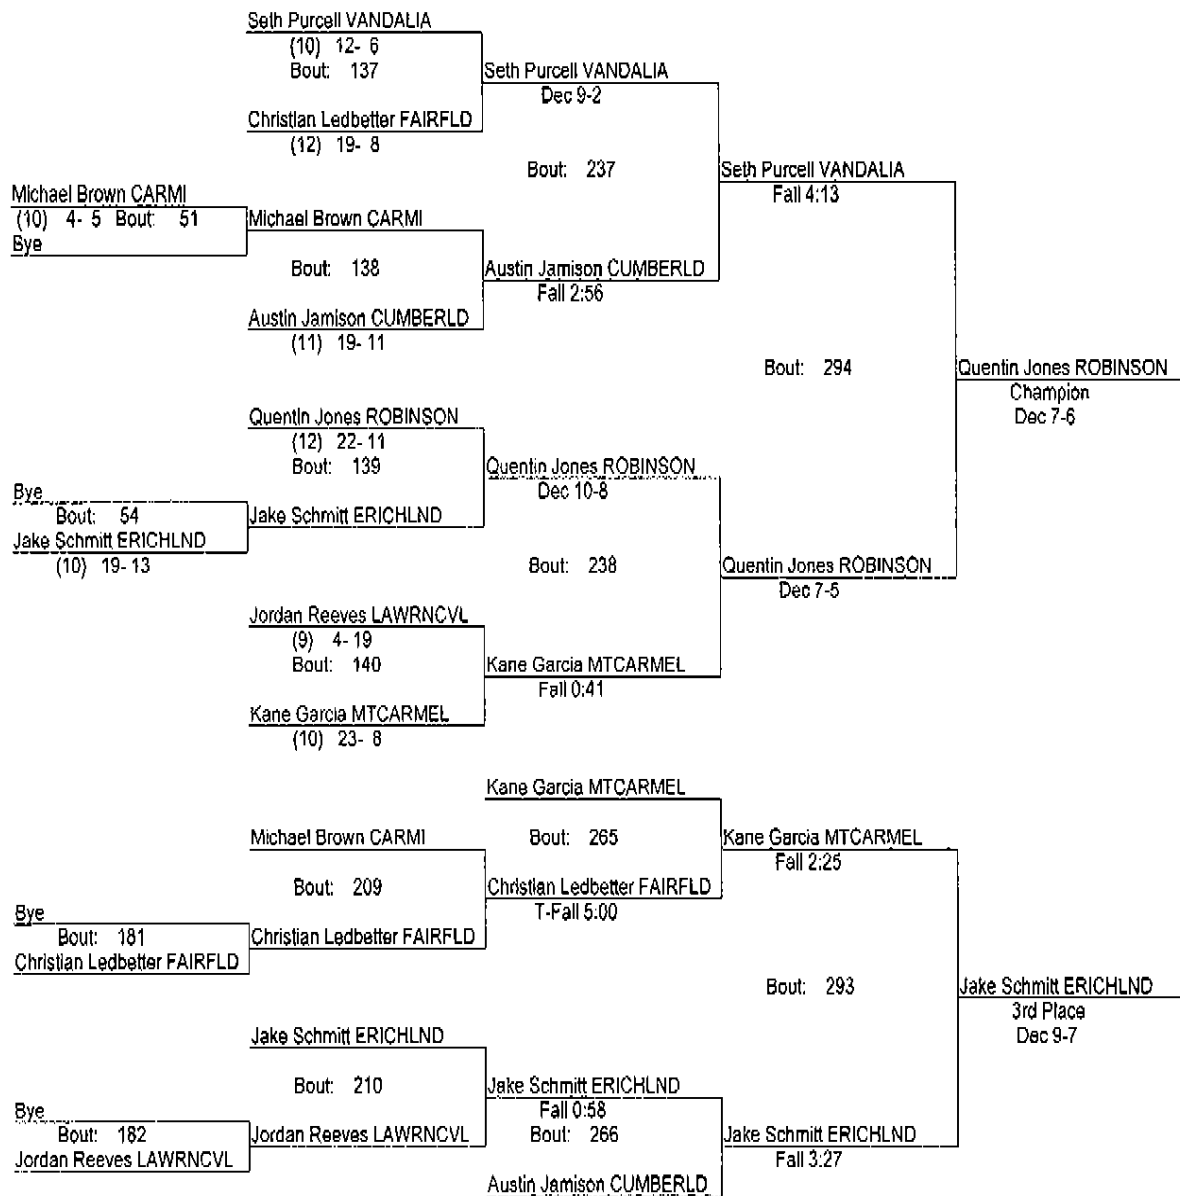 Seth Purcell VANDALIA
(10) 12- 6
Bout: 137
Seth Purcell VANDALIA
Dec 9-2
Christian Ledbetter FAIRFLD
(12) 19- 8
Bout: 237
Seth Purcell VANDALIA
Fall 4:13
Michael Brown CARMI
(10) 4- 5 Bout: 51
Bye
Michael Brown CARMI
Bout: 138
Austin Jamison CUMBERLD
Fall 2:56
Austin Jamison CUMBERLD
(11) 19- 11
Bout: 294
Quentin Jones ROBINSON
Champion
Dec 7-6
Quentin Jones ROBINSON
(12) 22- 11
Bout: 139
Quentin Jones ROBINSON
Dec 10-8
Bye
Bout: 54
Jake Schmitt ERICHLND
(10) 19- 13
Jake Schmitt ERICHLND
Bout: 238
Quentin Jones ROBINSON
Dec 7-5
Jordan Reeves LAWRNCVL
(9) 4- 19
Bout: 140
Kane Garcia MTCARMEL
Fall 0:41
Kane Garcia MTCARMEL
(10) 23- 8
Kane Garcia MTCARMEL
Bout: 265
Kane Garcia MTCARMEL
Fall 2:25
Michael Brown CARMI
Bout: 209
Christian Ledbetter FAIRFLD
T-Fall 5:00
Bye
Bout: 181
Christian Ledbetter FAIRFLD
Christian Ledbetter FAIRFLD
Bout: 293
Jake Schmitt ERICHLND
3rd Place
Dec 9-7
Jake Schmitt ERICHLND
Bout: 210
Jake Schmitt ERICHLND
Fall 0:58
Bout: 266
Jake Schmitt ERICHLND
Fall 3:27
Bye
Bout: 182
Jordan Reeves LAWRNCVL
Jordan Reeves LAWRNCVL
Austin Jamison CUMBERLD